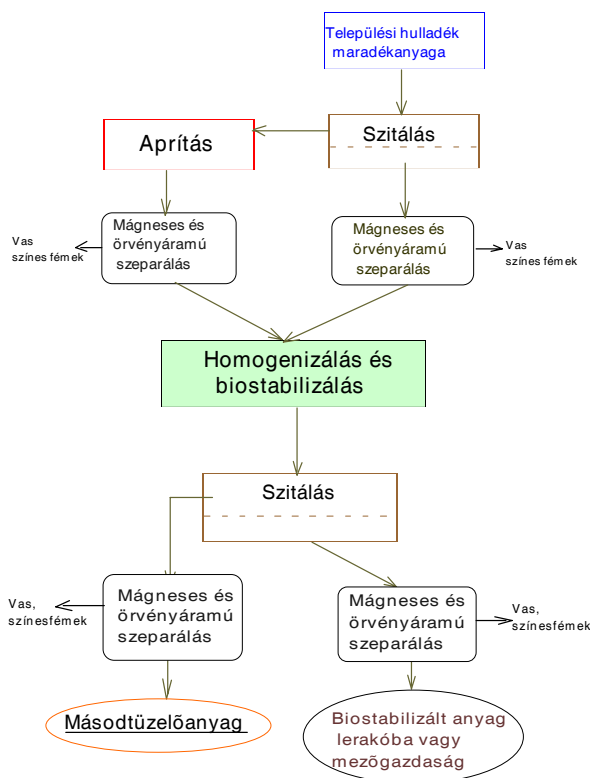 Települési hulladék
maradékanyaga
Szitálás
Aprítás
Mágneses és
örvényáramú
szeparálás
Vas
színes fémek
Mágneses és
örvényáramú
szeparálás
Vas
színes fémek
Homogenizálás és
biostabilizálás
Szitálás
Mágneses és
örvényáramú
szeparálás
Vas,
színesfémek
Mágneses és
örvényáramú
szeparálás
Vas,
színesfémek
Másodtüzelõanyag
Biostabilizált anyag
lerakóba vagy
mezõgazdaság